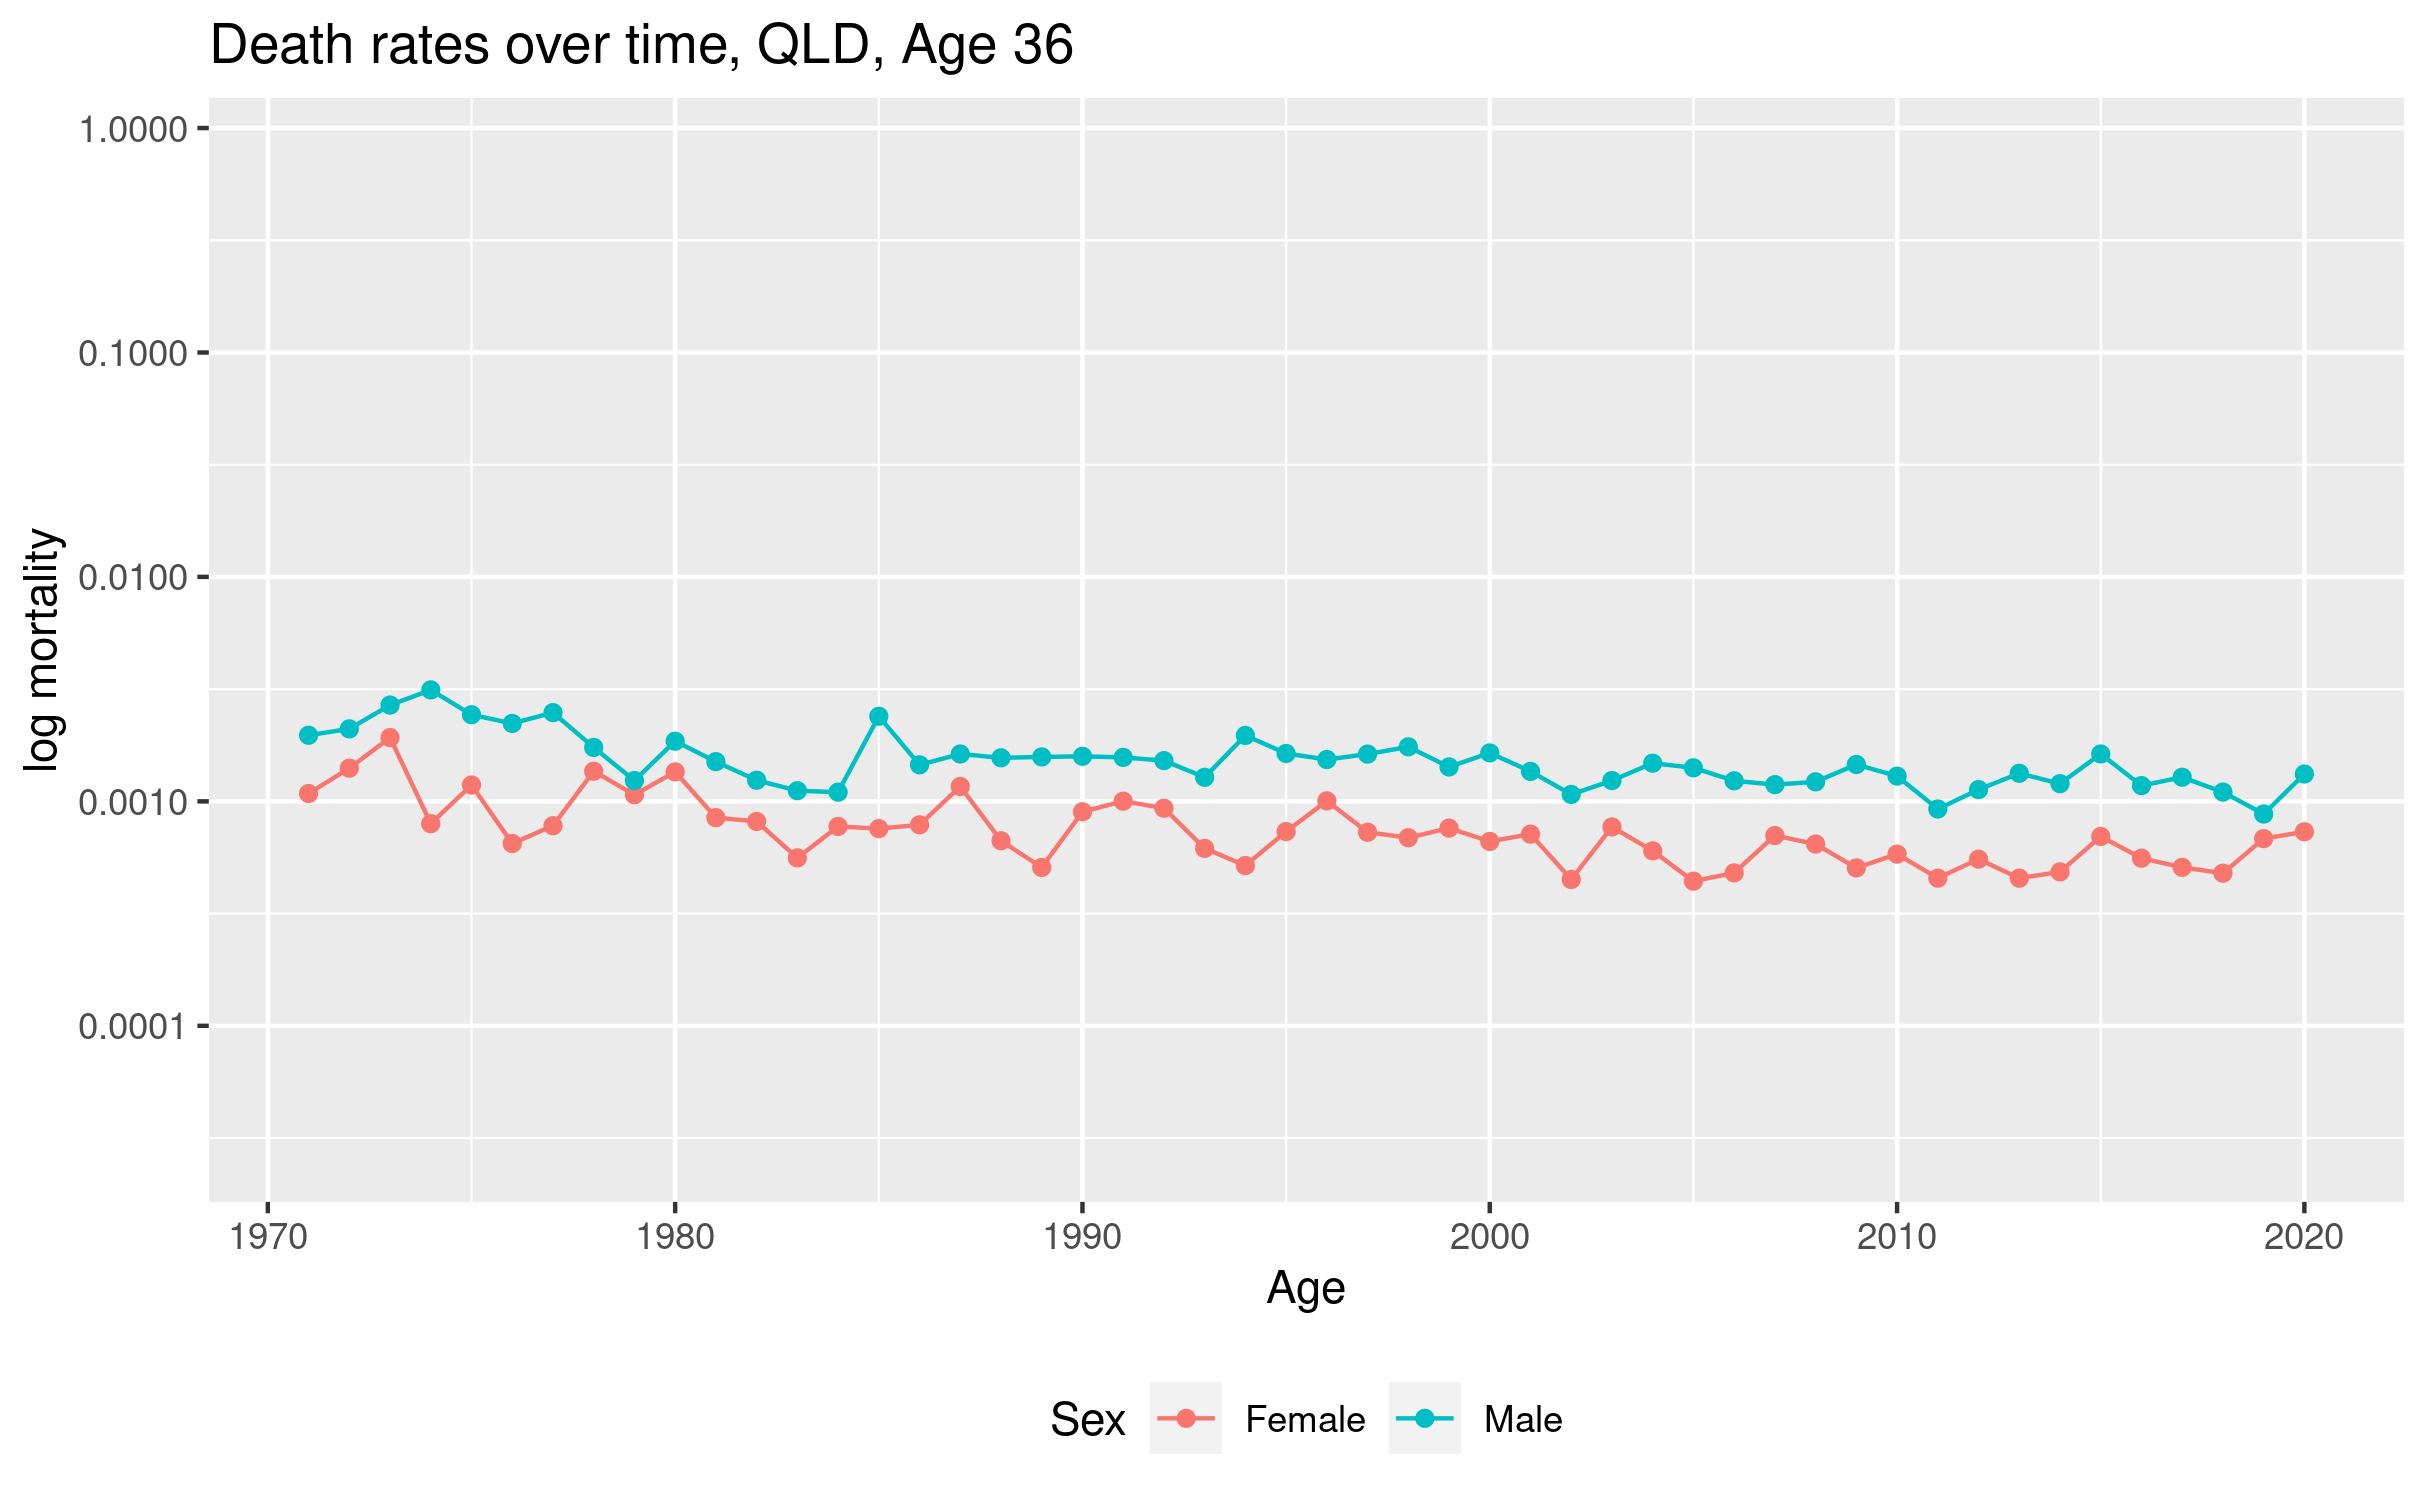 Death rates over time, QLD, Age 36
1.0000
0.1000
0.0100
0.0010
0.0001
log mortality
1970 1980 1990 2000 2010 2020
Age
Sex Female Male